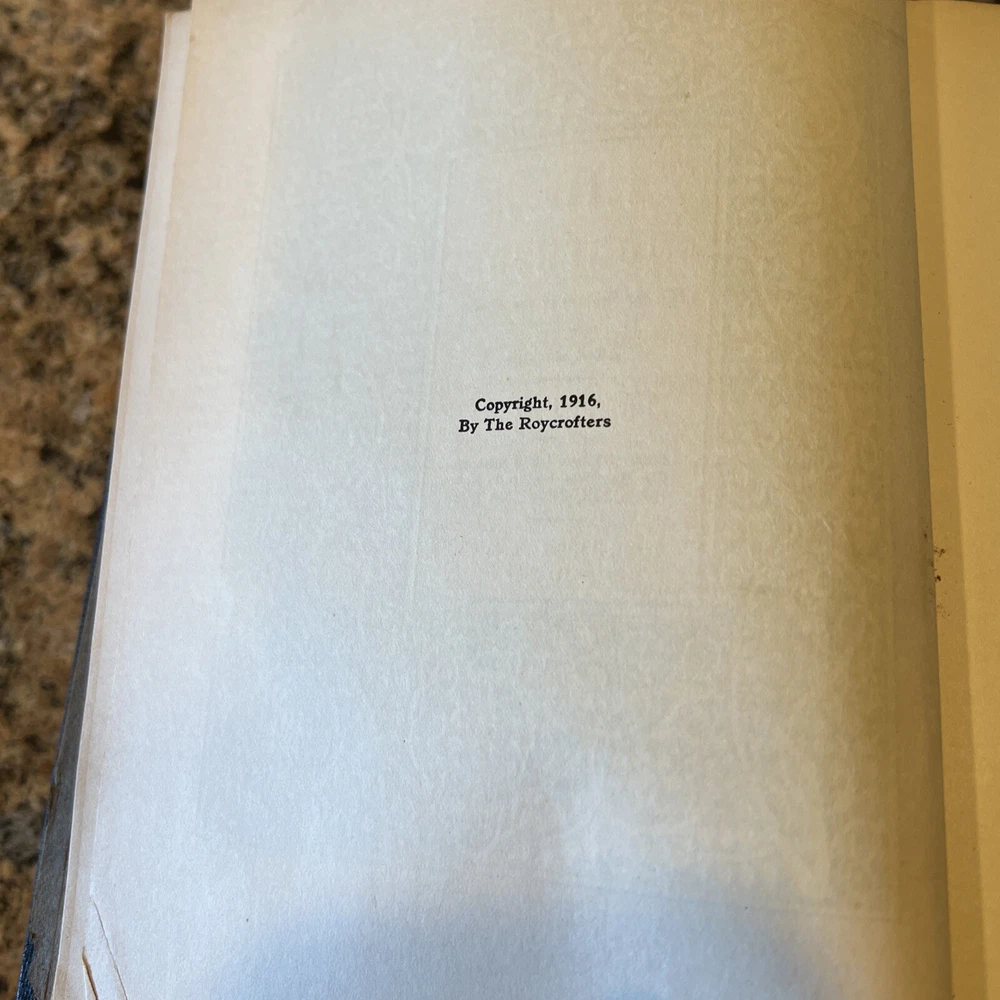 Copyright, 1916,
By The Roycrofters